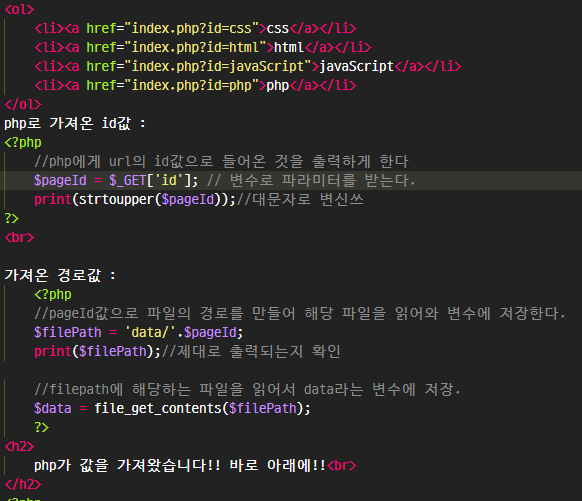 <ol>
<li><a href="index.php?id=css">css</a></li>
<li><a href="index.php?id=html">html</a></li>
<li><a href="index.php?id=javaScript">javaScript</a></li>
<li><a href="index.php?id=php">php</a></li>
</ol>
php로 가져온 id값 :
<?php
//php에게 url의 id값으로 들어온 것을 출력하게 한다
$pageId = $_GET['id']; // 변수로 파라미터를 받는다.
print(strtoupper($pageId));//대문자로 변신쓰
?>
<br>
가져온 경로값 :
<?php
//pageId값으로 파일의 경로를 만들어 해당 파일을 읽어와 변수에 저장한다.
$filePath = 'data/'.$pageId;
print($filePath);//제대로 출력되는지 확인
//filepath에 해당하는 파일을 읽어서 data라는 변수에 저장.
$data = file_get_contents($filePath);
?>
<h2>
php가 값을 가져왔습니다!! 바로 아래에!!<br>
</h2>
<?php